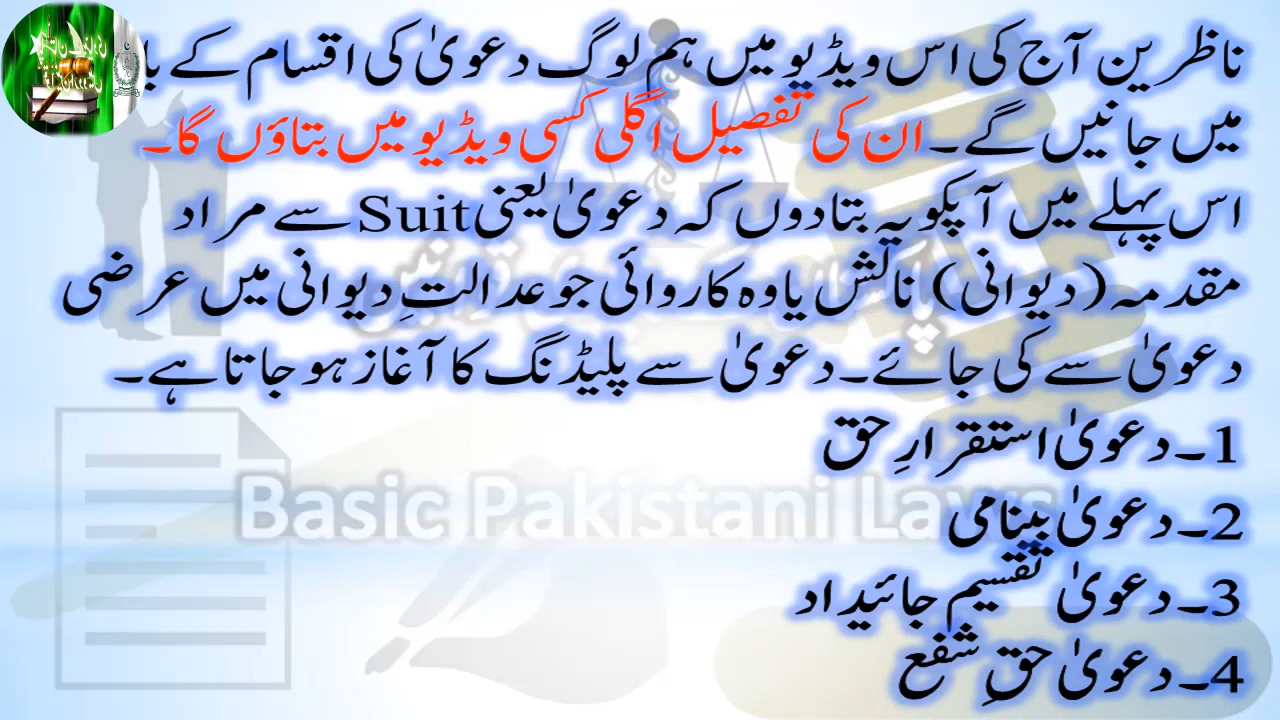 ناظرین آج کی اس ویڈیو میں ہم لوگ دعویٰ کی اقسام کے
میں جانیں گے۔ ان کی تفصیل اگلی کسی ویڈیو میں بتاؤں گا۔
اس پہلے میں آپکو یہ بتادوں کہ دعویٰ یعنی Suit سے مراد
مقدمہ (دیوانی) نالش یا وہ کاروائی جو عدالتِ دیوانی میں عرضی
دعویٰ سے کی جائے۔ دعویٰ سے پلیڈنگ کا آغاز ہو جاتا ہے۔
1۔ دعویٰ استقرارِ حق
Basic Pakistani Laws
2۔ دعویٰ بینامی
3۔ دعویٰ تقسیم جائیداد
4۔ دعویٰ حقِ شفع